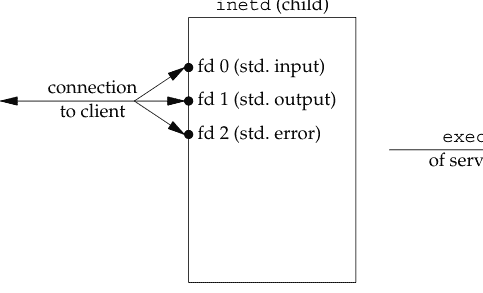 inetd (child)
fd 0 (std. input)
connection
to client
fd 1 (std. output)
fd 2 (std. error)
exec
of serv